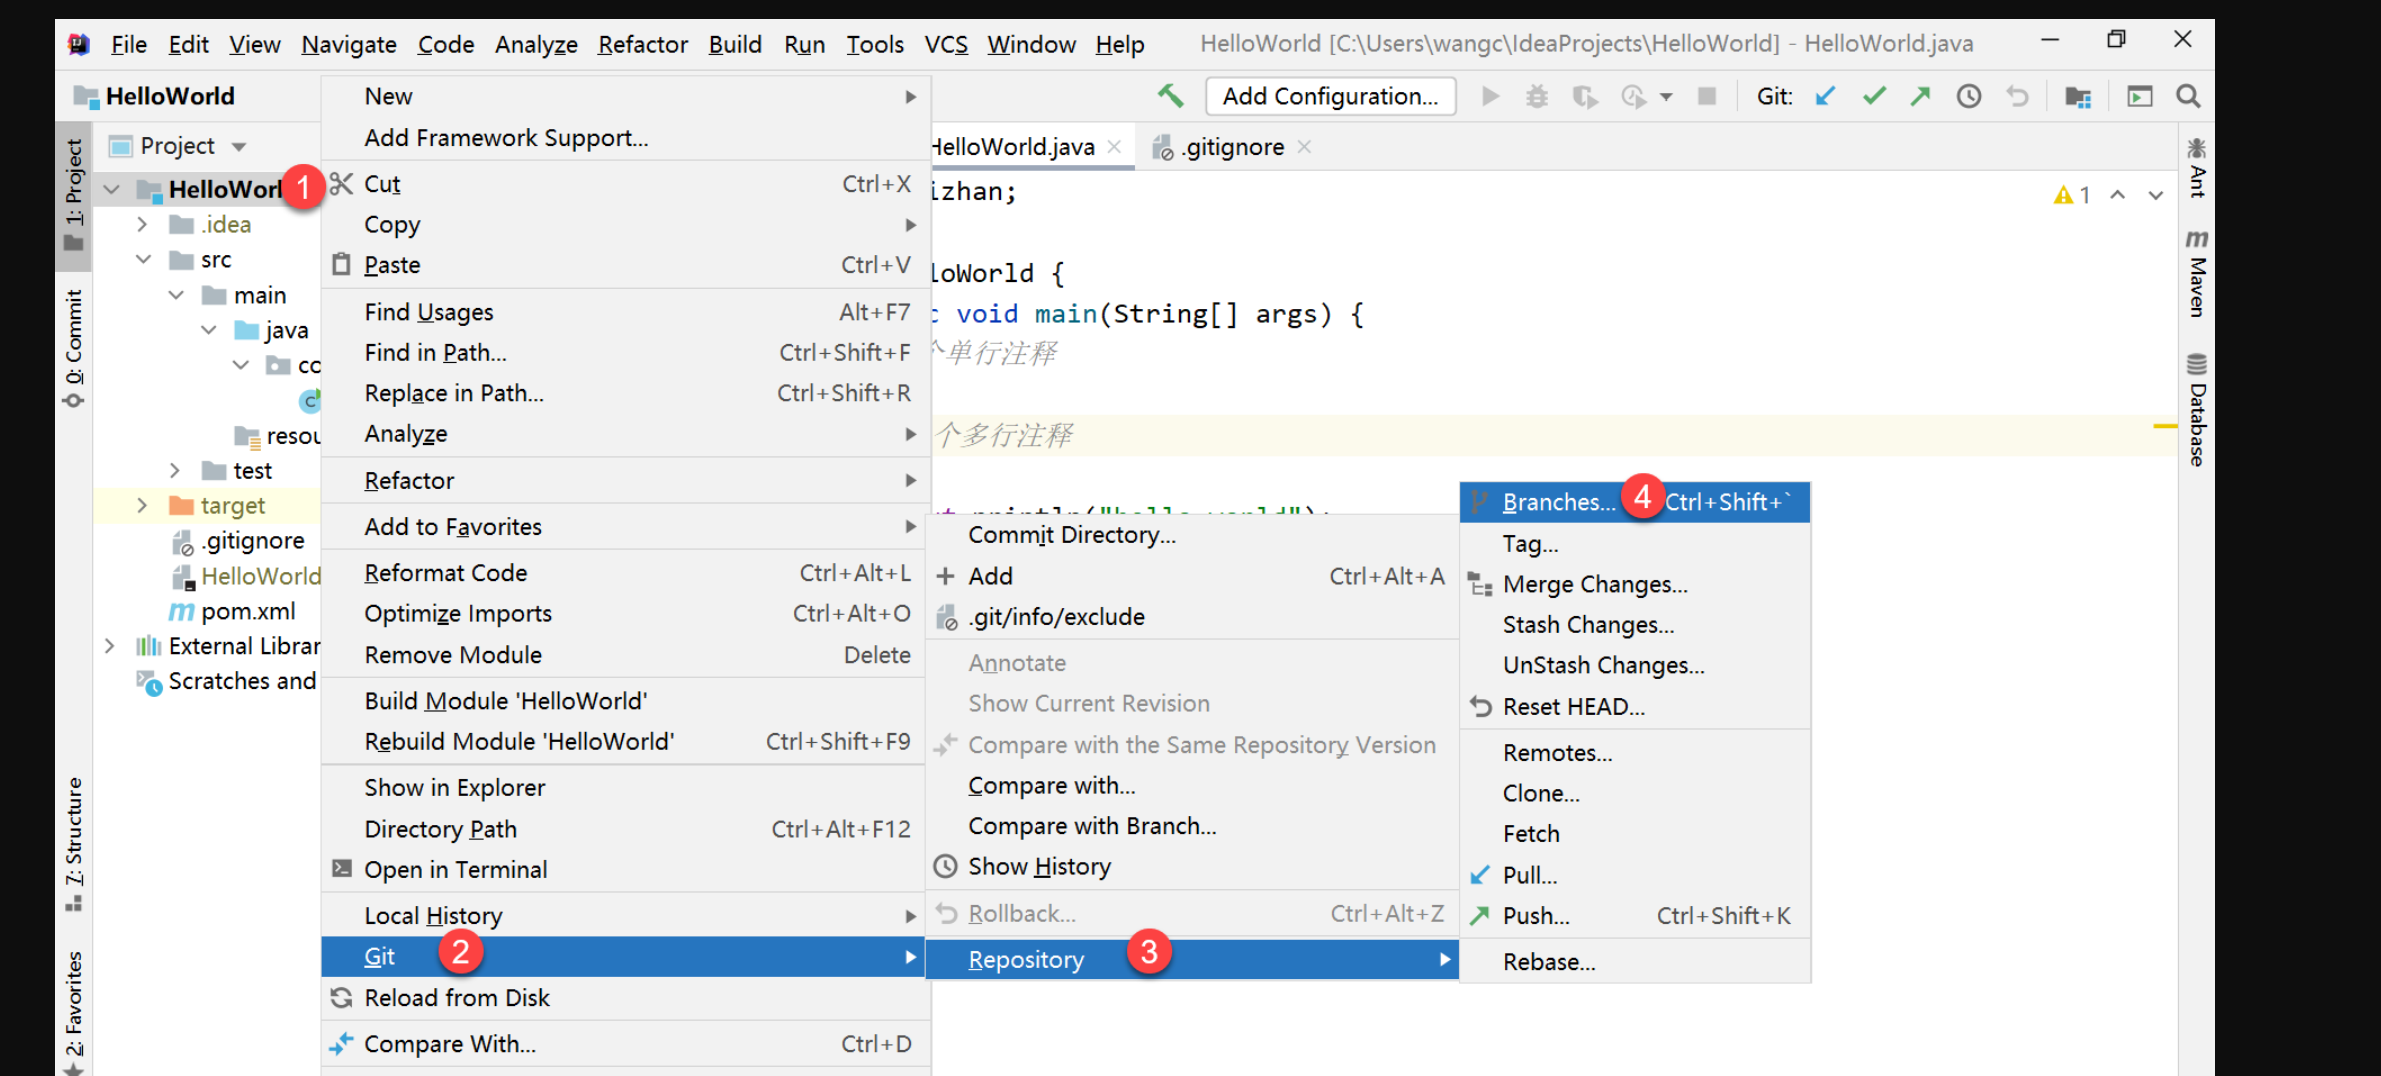 File Edit View Navigate Code Analyze Refactor Build Run Tools VCS Window Help HelloWorld [C:\Users\wangc\IdeaProjects\HelloWorld] - HelloWorld.java
HelloWorld
Add Configuration...
Git:
1: Project
0: Commit
7: Structure
2: Favorites
Project
HelloWorl
1
.idea
src
main
java
co
resou
test
target
.gitignore
HelloWorld
pom.xml
External Librar
Scratches and
New
Add Framework Support...
Cut Ctrl+X
Copy
Paste Ctrl+V
Find Usages Alt+F7
Find in Path... Ctrl+Shift+F
Replace in Path... Ctrl+Shift+R
Analyze
Refactor
Add to Favorites
Reformat Code Ctrl+Alt+L
Optimize Imports Ctrl+Alt+O
Remove Module Delete
Build Module 'HelloWorld'
Rebuild Module 'HelloWorld' Ctrl+Shift+F9
Show in Explorer
Directory Path Ctrl+Alt+F12
Open in Terminal
Local History
Git 2
Reload from Disk
Compare With... Ctrl+D
HelloWorld.java .gitignore
izhan;
1
loWorld {
c void main(String[] args) {
个单行注释
个多行注释
t.println("hello world");
Commit Directory...
Add Ctrl+Alt+A
.git/info/exclude
Annotate
Show Current Revision
Compare with the Same Repository Version
Compare with...
Compare with Branch...
Show History
Rollback... Ctrl+Alt+Z
Repository 3
Branches... 4 Ctrl+Shift+`
Tag...
Merge Changes...
Stash Changes...
UnStash Changes...
Reset HEAD...
Remotes...
Clone...
Fetch
Pull...
Push... Ctrl+Shift+K
Rebase...
Ant
Maven
Database